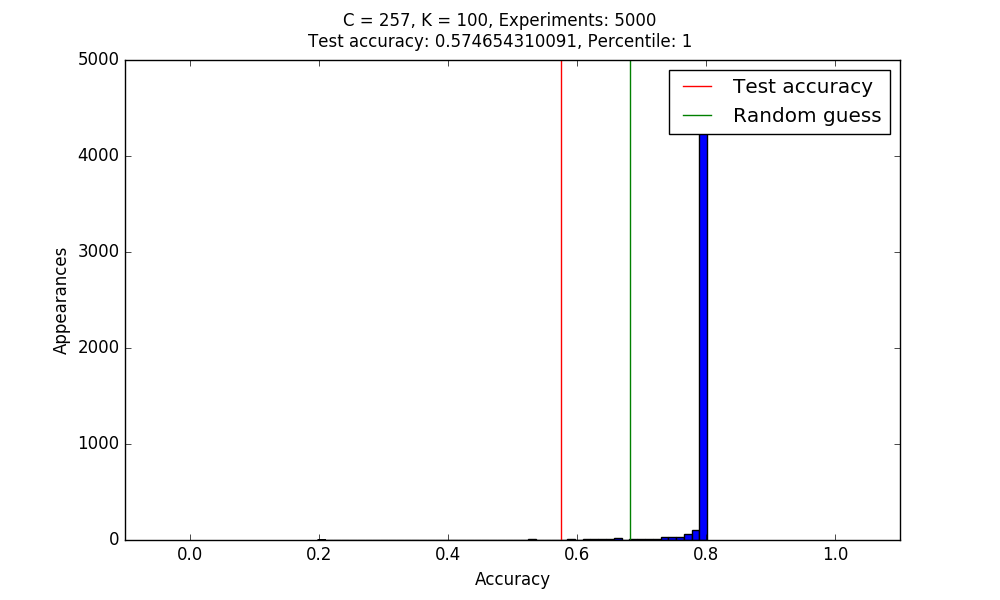 C = 257, K = 100, Experiments: 5000
Test accuracy: 0.574654310091, Percentile: 1
5000
Test accuracy
Random guess
4000
3000
Appearances
2000
1000
0
0.0 0.2 0.4 0.6 0.8 1.0
Accuracy